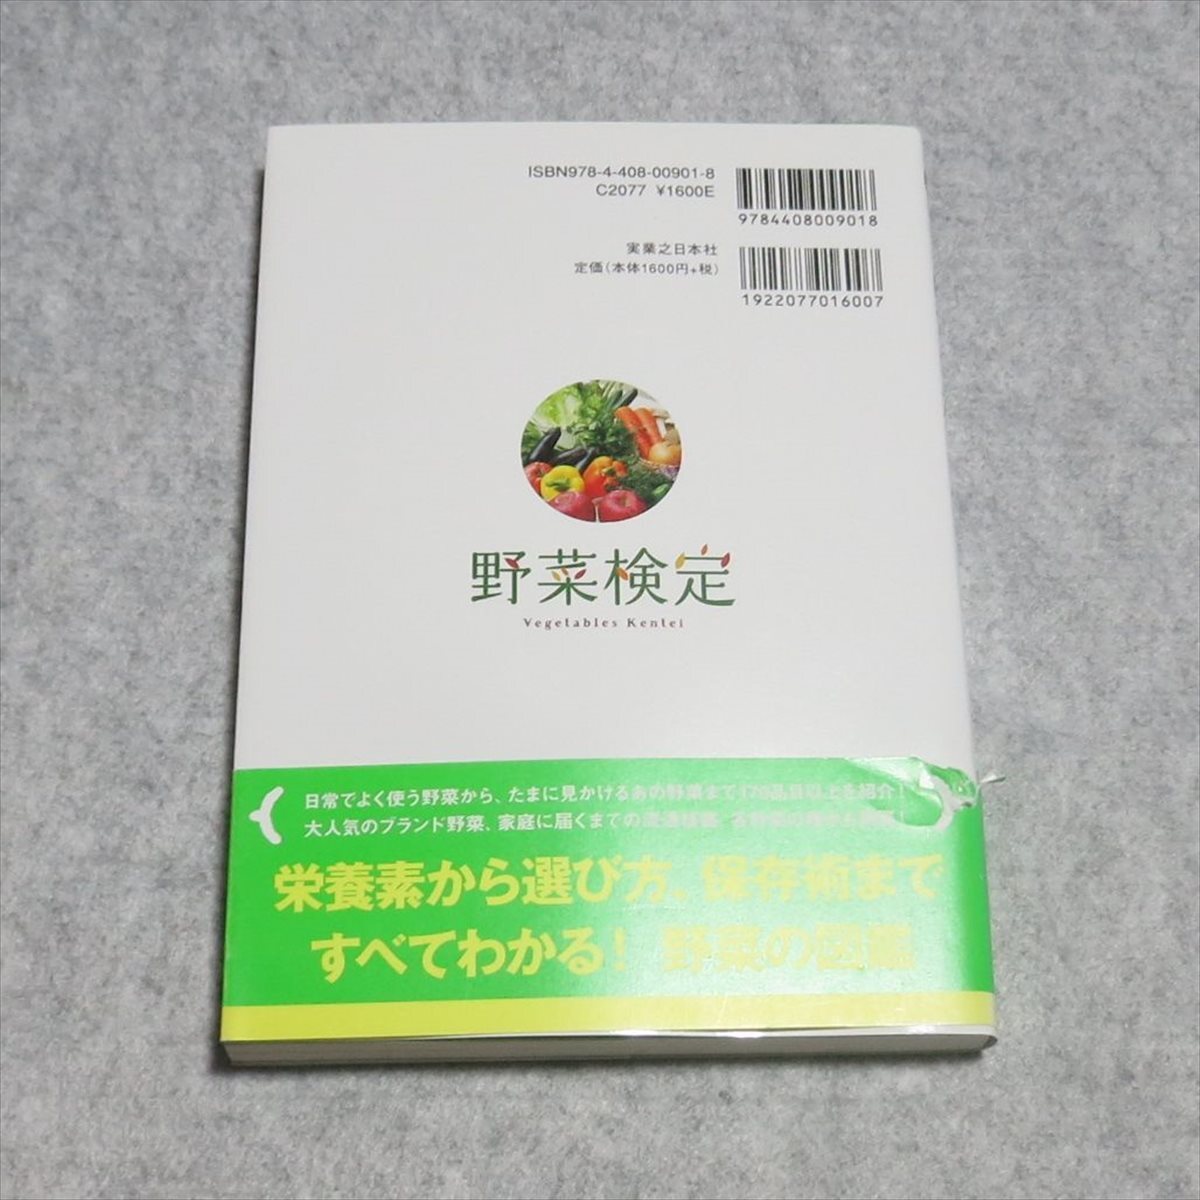 ISBN978-4-408-00901-8
C2077 ¥1600E
9784408009018
実業之日本社
定価(本体1600円+税)
1922077016007
野菜検定
Vegetables Kentei
日常でよく使う野菜から、たまに見かけるあの野菜まで170品目以上を紹介!
大人気のブランド野菜、家庭に届くまでの
栄養素から選び方、保存術まで
すべてわかる! 野菜の図鑑